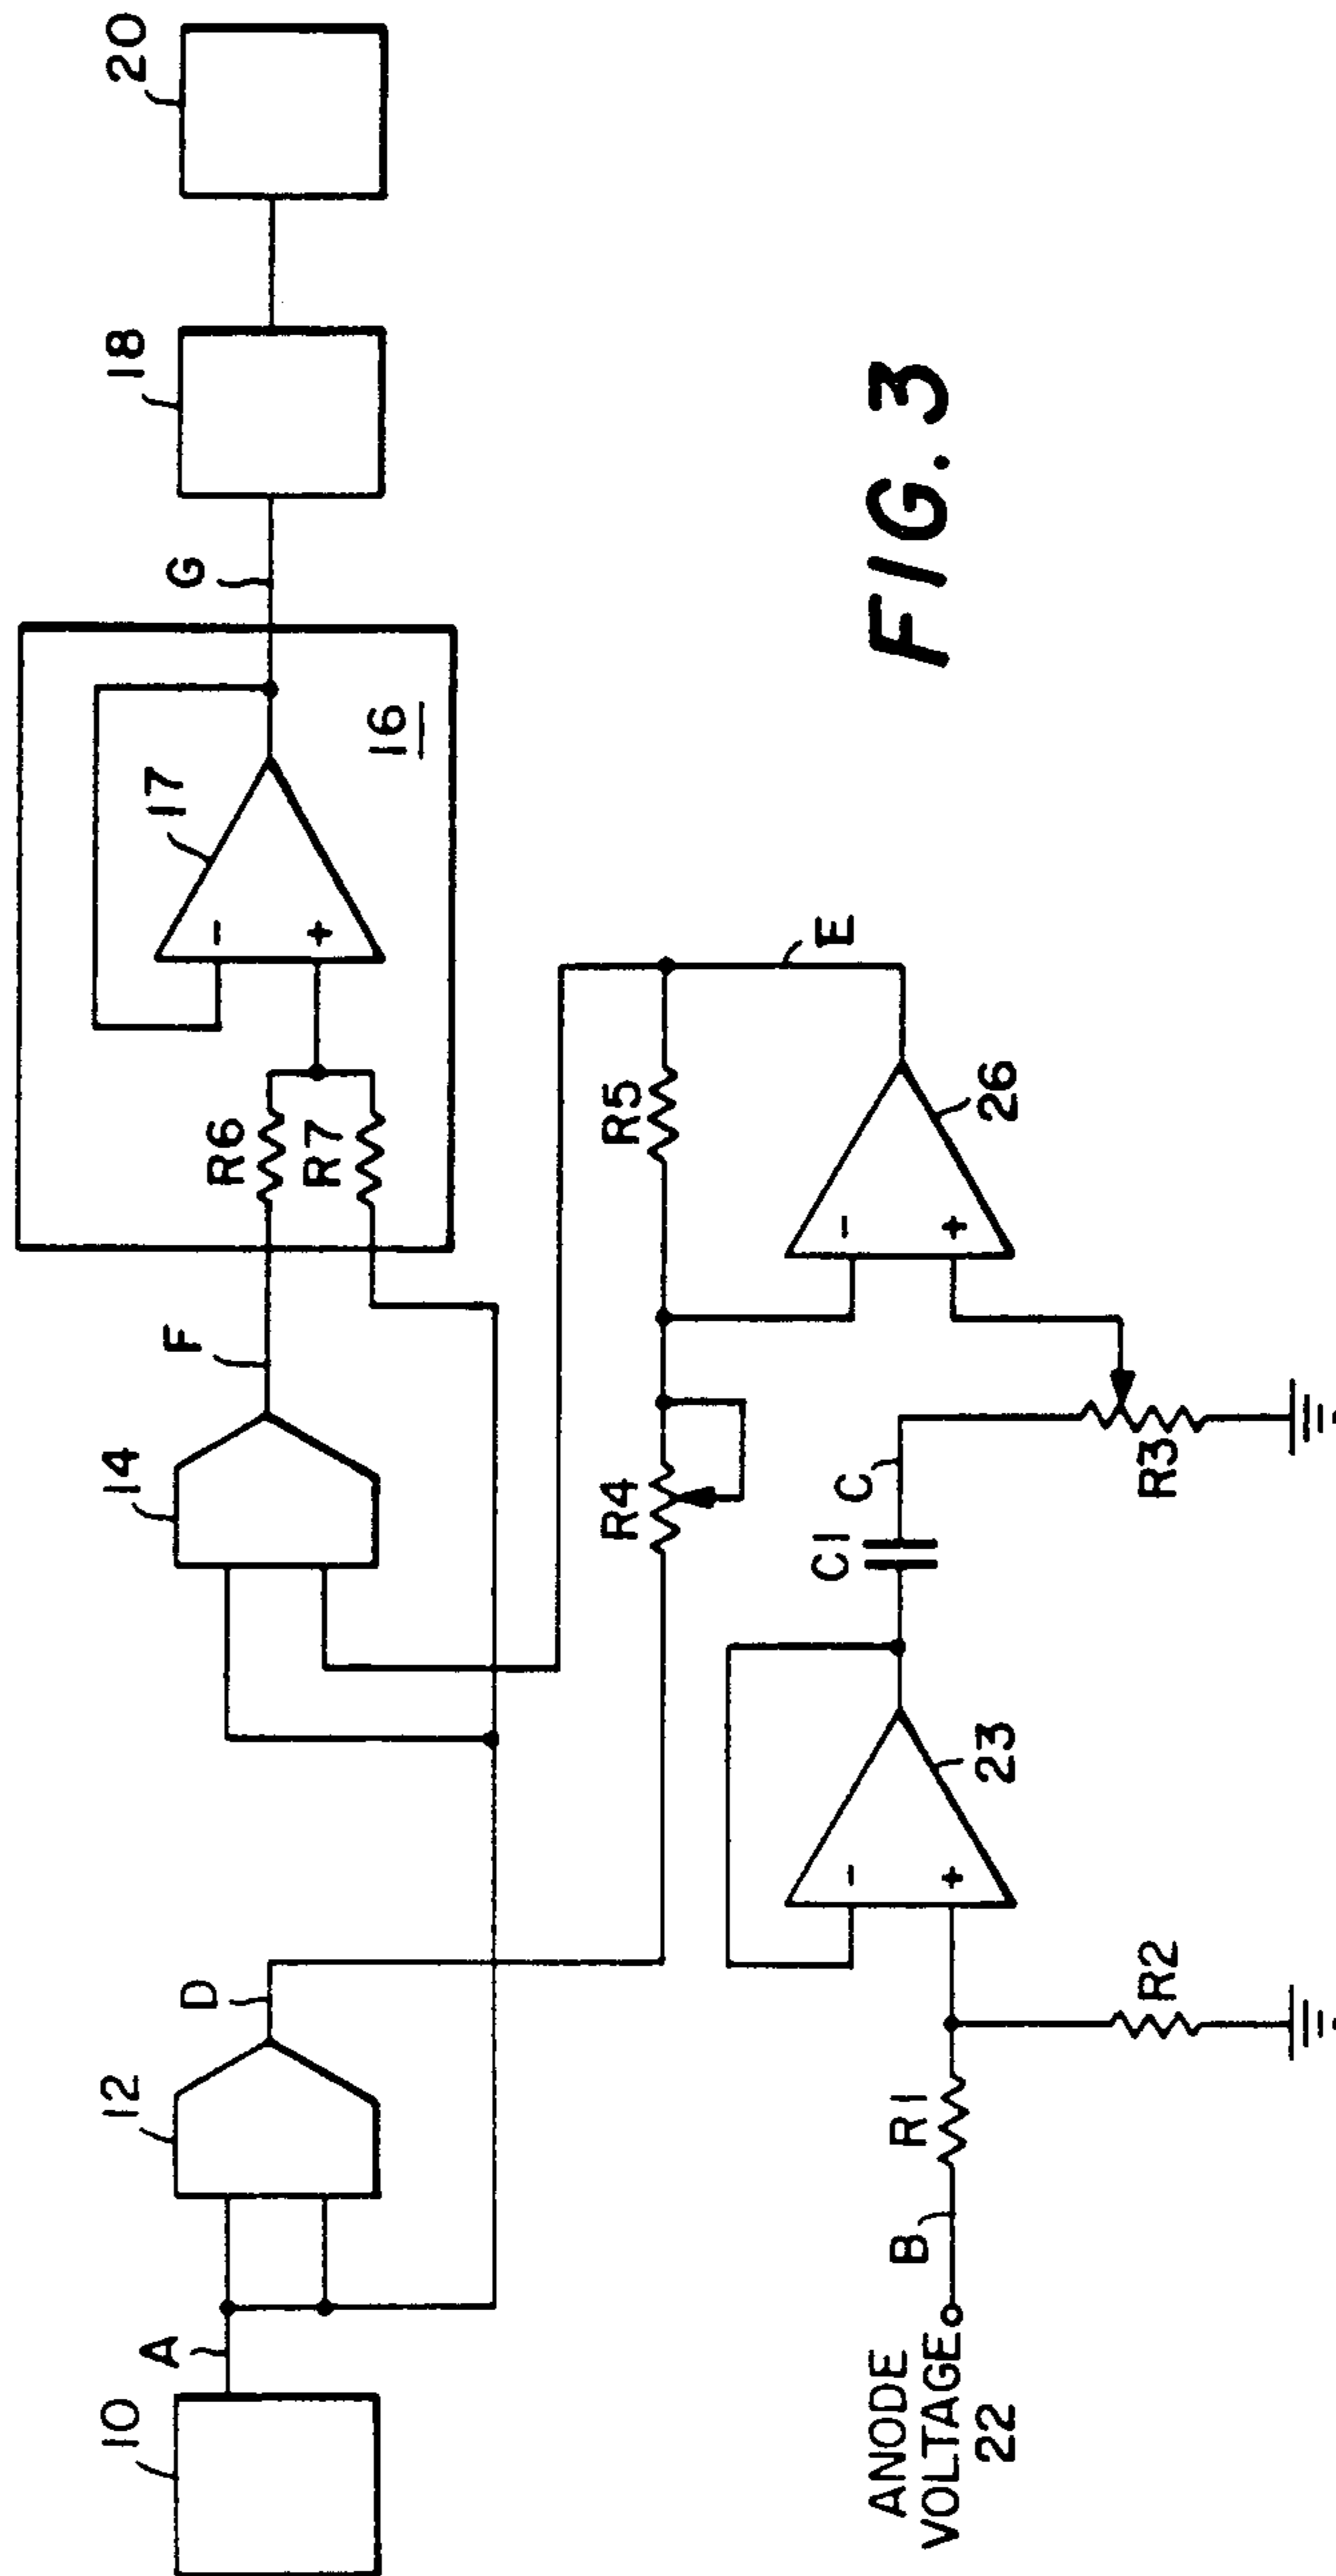 10
A
12
D
14
F
R6
R7
17
-
+
16
G
18
20
R4
R5
E
ANODE
VOLTAGE
22
B
R1
R2
-
+
23
C1
C
R3
-
+
26
FIG. 3